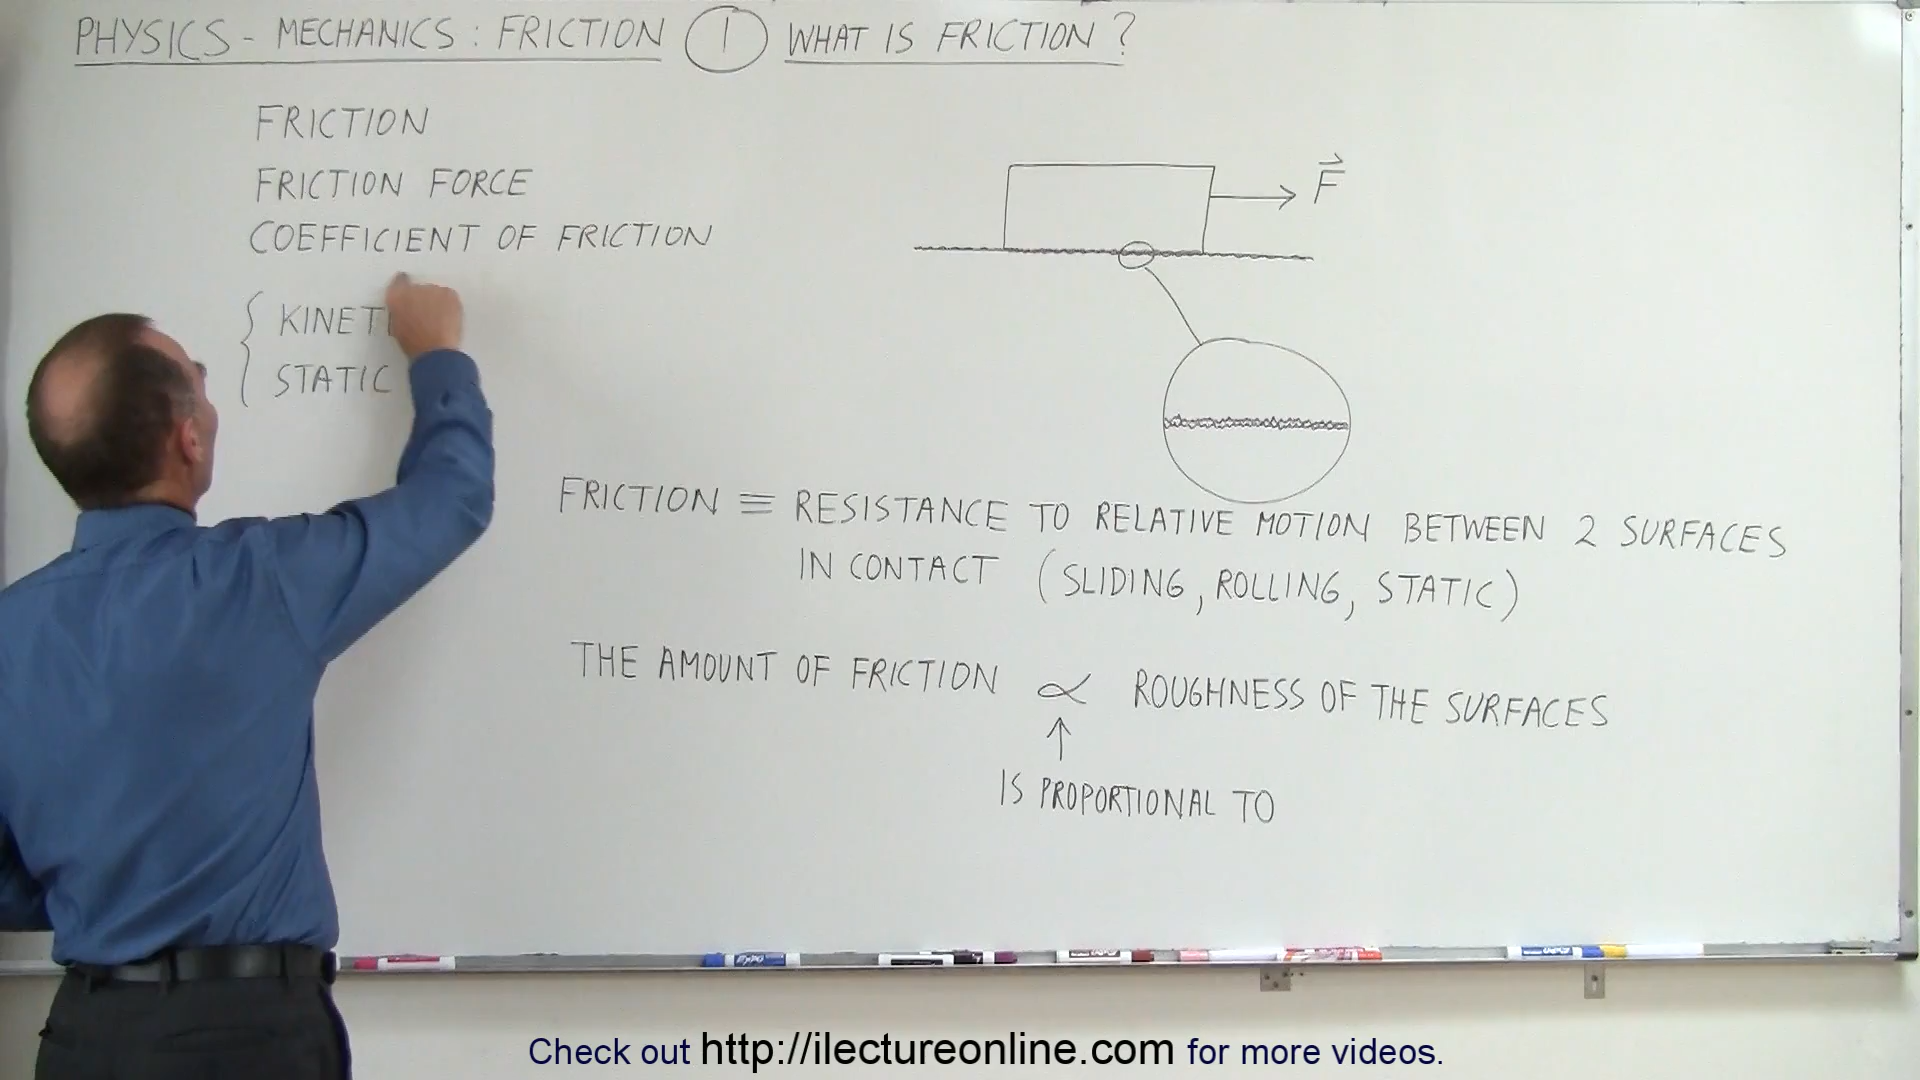 PHYSICS - MECHANICS: FRICTION 1 WHAT IS FRICTION?
FRICTION
FRICTION FORCE
COEFFICIENT OF FRICTION
{ KINETI
STATIC
F
FRICTION ≡ RESISTANCE TO RELATIVE MOTION BETWEEN 2 SURFACES
IN CONTACT (SLIDING, ROLLING, STATIC)
THE AMOUNT OF FRICTION ∝ ROUGHNESS OF THE SURFACES
↑
IS PROPORTIONAL TO
EXPO
Check out http://ilectureonline.com for more videos.